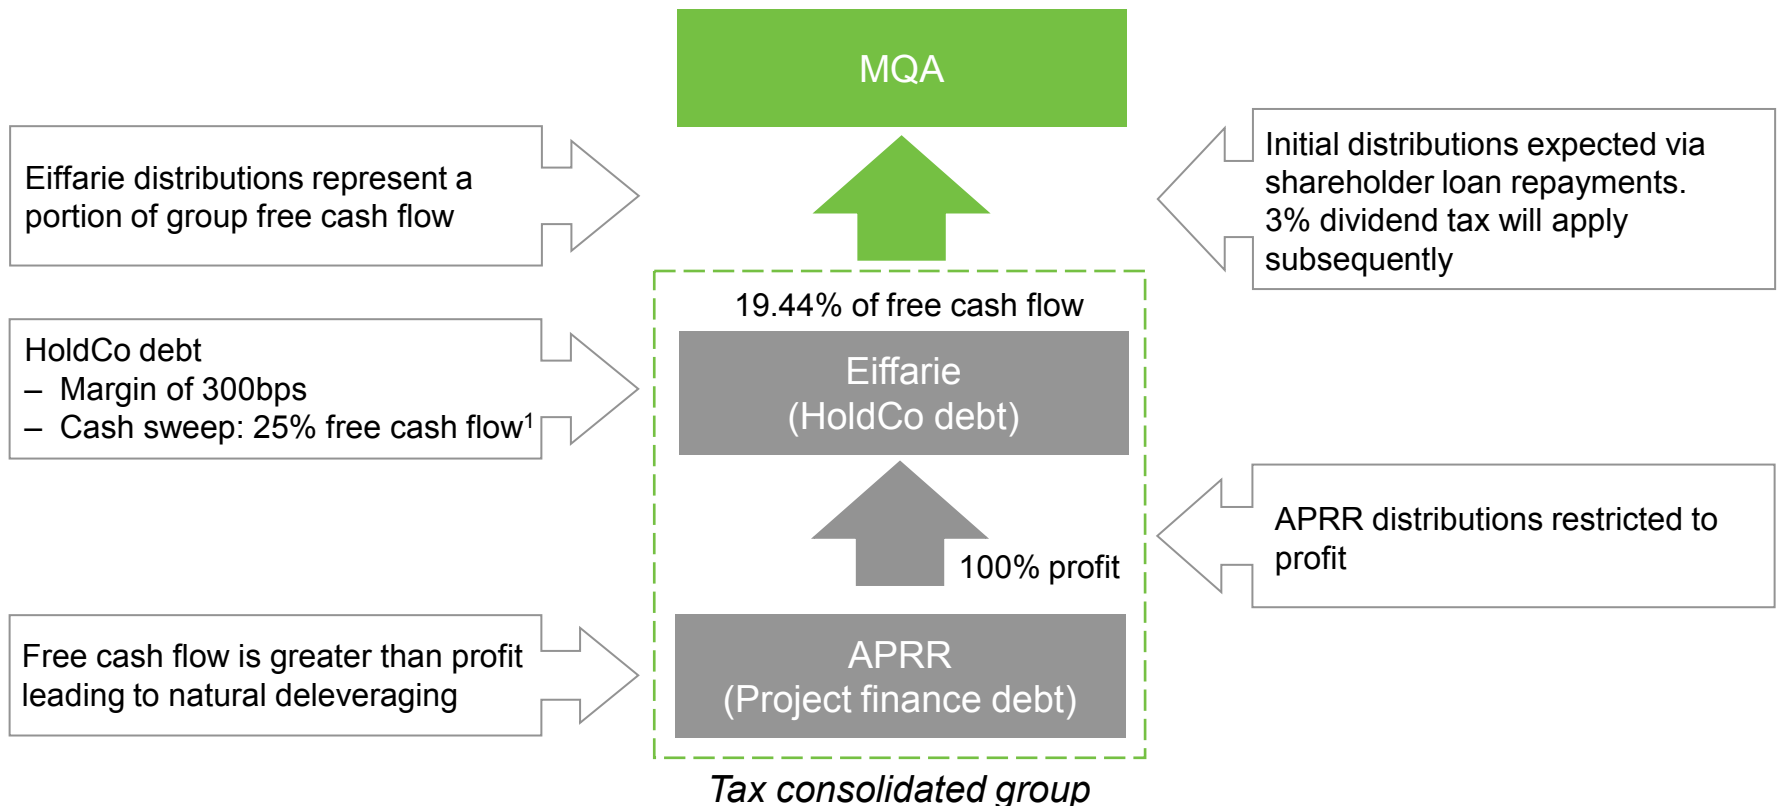 MQA
Eiffarie distributions represent a
portion of group free cash flow
Initial distributions expected via
shareholder loan repayments.
3% dividend tax will apply
subsequently
19.44% of free cash flow
HoldCo debt
– Margin of 300bps
– Cash sweep: 25% free cash flow¹
Eiffarie
(HoldCo debt)
APRR distributions restricted to
profit
100% profit
Free cash flow is greater than profit
leading to natural deleveraging
APRR
(Project finance debt)
Tax consolidated group